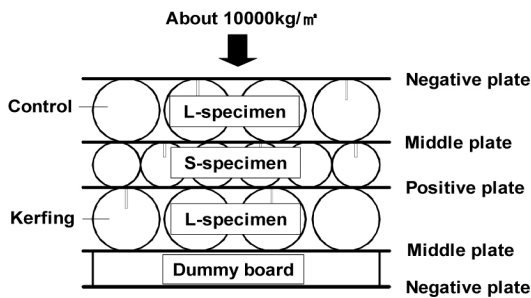 About 10000kg/㎡
Negative plate
Control
L-specimen
Middle plate
S-specimen
Positive plate
Kerfing
L-specimen
Middle plate
Dummy board
Negative plate